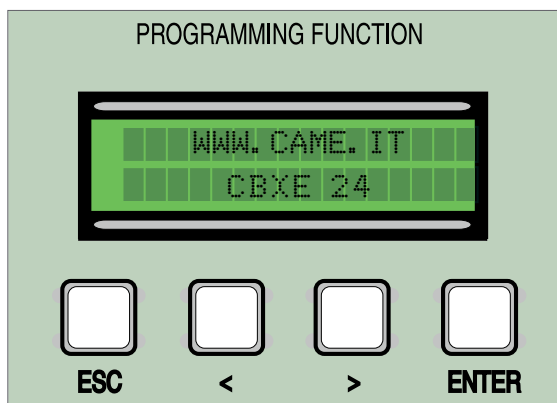 PROGRAMMING FUNCTION
WWW.CAME.IT
CBXE 24
ESC < > ENTER